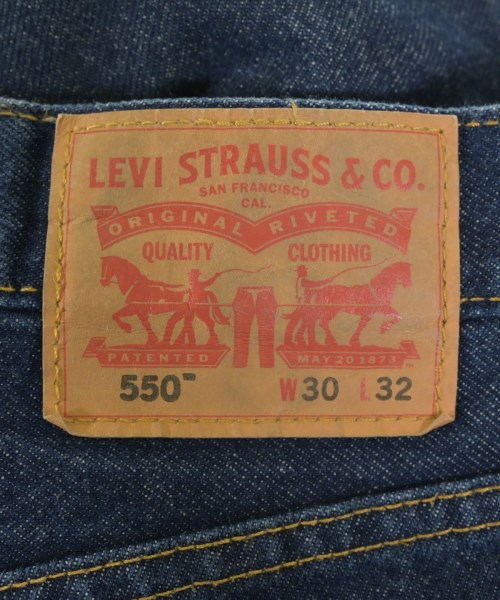 LEVI STRAUSS & CO.
SAN FRANCISCO
CAL.
ORIGINAL RIVETED
QUALITY CLOTHING
PATENTED MAY 20 1873
550™ W30 L32